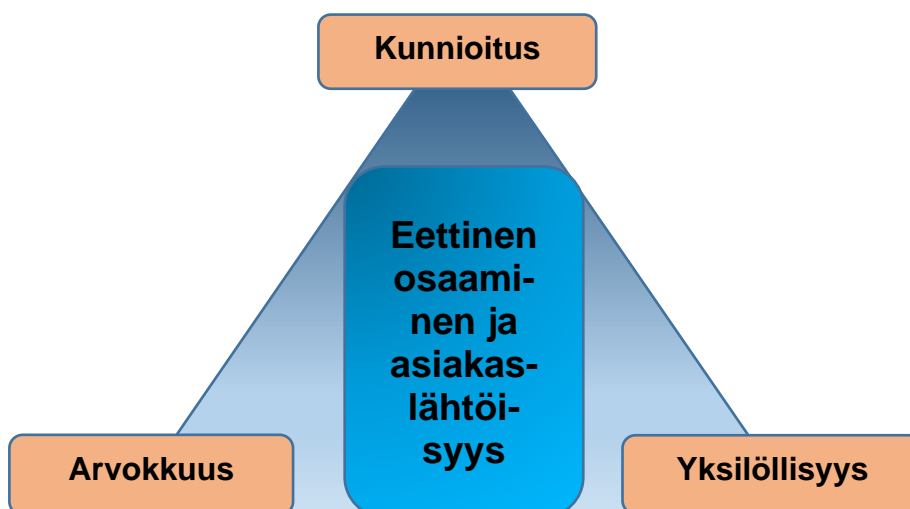 Kunnioitus
Eettinen
osaami-
nen ja
asiakas-
lähtöi-
syys
Arvokkuus
Yksilöllisyys